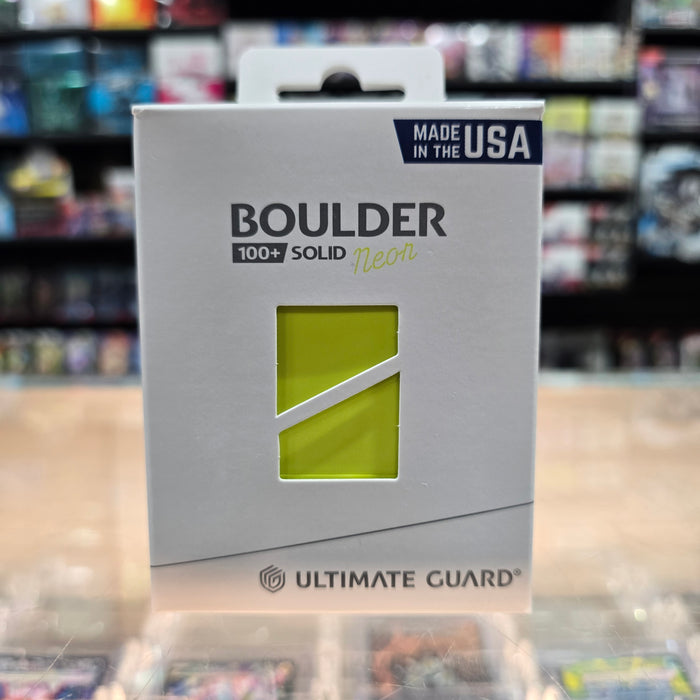 MADE
IN THE USA
BOULDER
100+ SOLID neon
ULTIMATE GUARD®